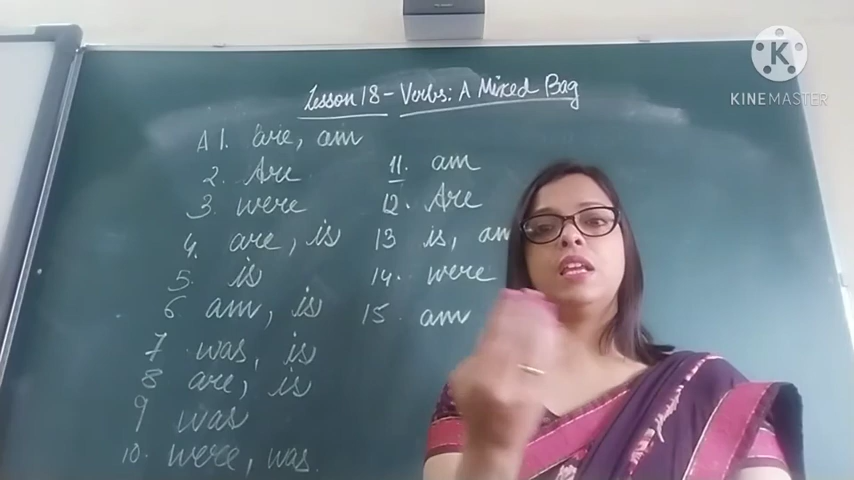 Lesson 18 - Verbs: A Mixed Bag
A 1. are, am
2. Are
3. were
4. are, is
5. is
6 am, is
7. was, is
8 are, is
9 was
10. were, was.
11. am
12. Are
13 is, am
14. were
15. am
K
KINEMASTER